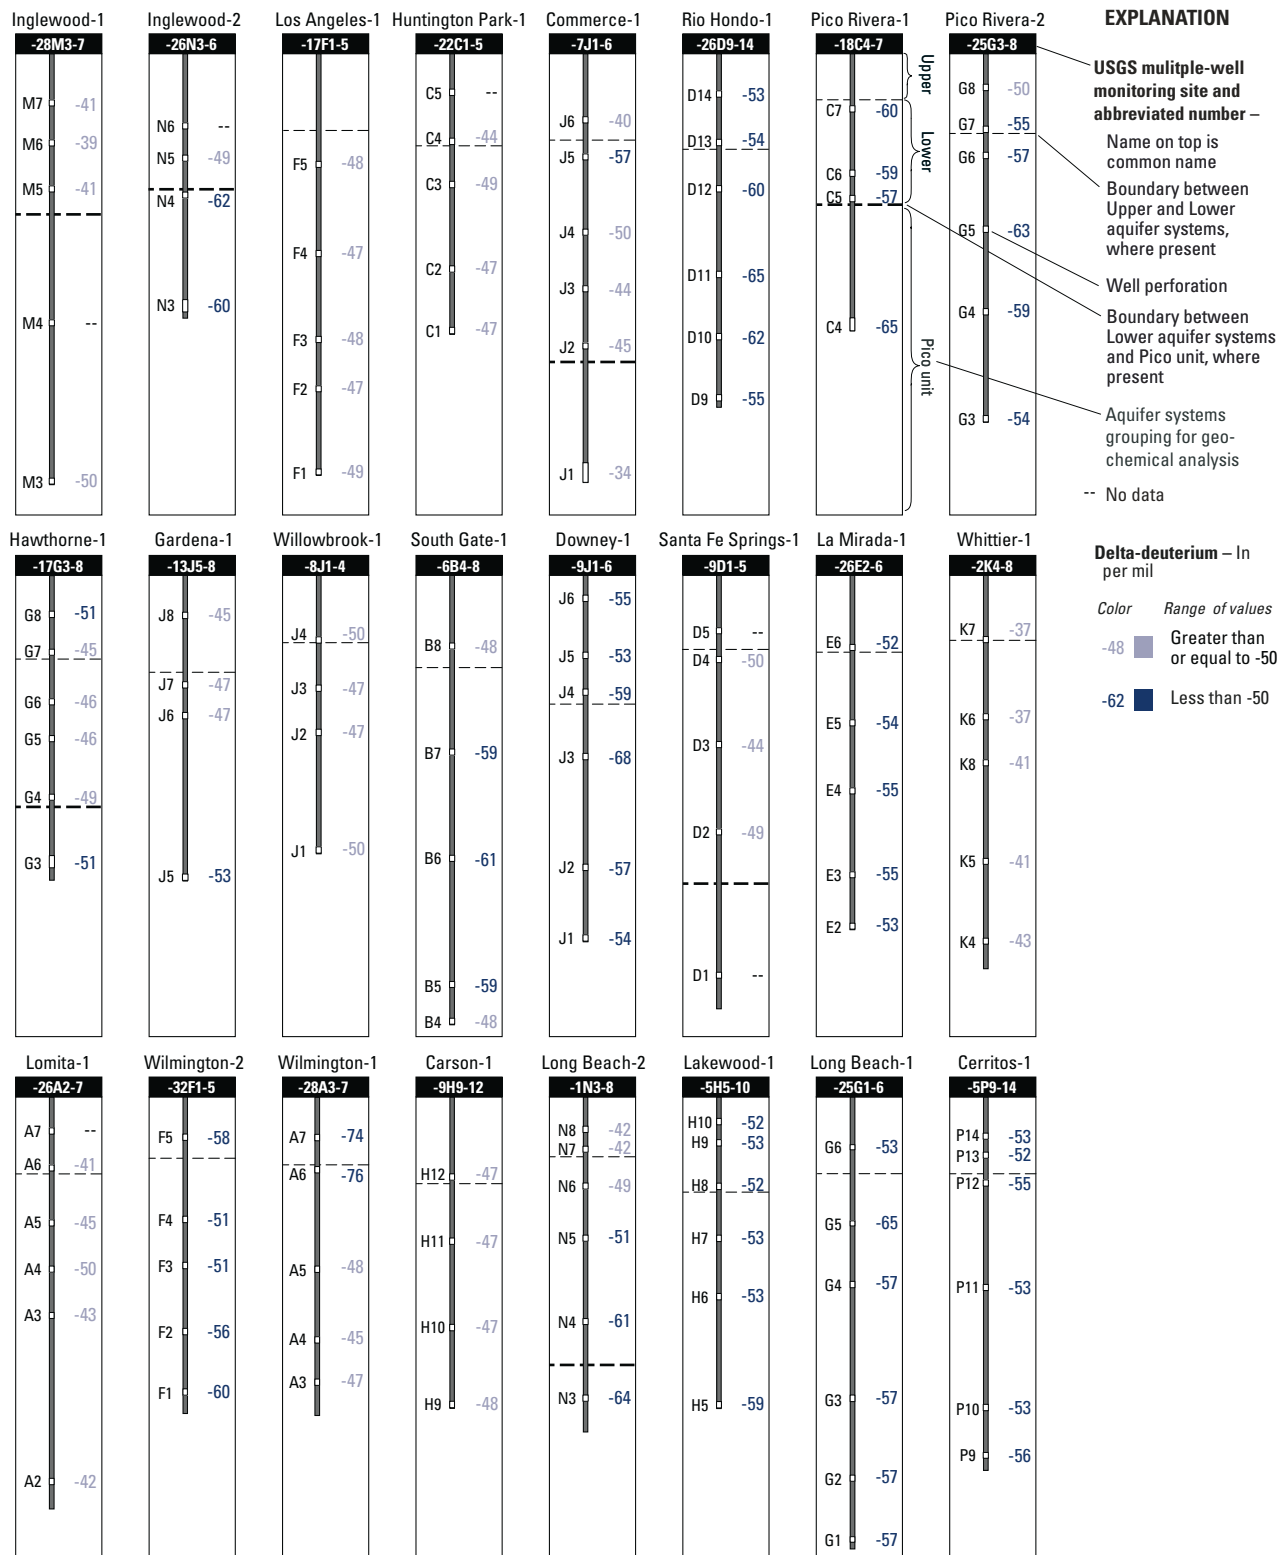 Inglewood-1
-28M3-7
M7 -41
M6 -39
M5 -41
M4 --
M3 -50
Inglewood-2
-26N3-6
N6 --
N5 -49
N4 -62
N3 -60
Los Angeles-1
-17F1-5
F5 -48
F4 -47
F3 -48
F2 -47
F1 -49
Huntington Park-1
-22C1-5
C5 --
C4 -44
C3 -49
C2 -47
C1 -47
Commerce-1
-7J1-6
J6 -40
J5 -57
J4 -50
J3 -44
J2 -45
J1 -34
Rio Hondo-1
-26D9-14
D14 -53
D13 -54
D12 -60
D11 -65
D10 -62
D9 -55
Pico Rivera-1
-18C4-7
C7 -60
C6 -59
C5 -57
C4 -65
Upper
Lower
Pico unit
Pico Rivera-2
-25G3-8
G8 -50
G7 -55
G6 -57
G5 -63
G4 -59
G3 -54
EXPLANATION
USGS mulitple-well
monitoring site and
abbreviated number –
Name on top is
common name
Boundary between
Upper and Lower
aquifer systems,
where present
Well perforation
Boundary between
Lower aquifer systems
and Pico unit, where
present
Aquifer systems
grouping for geo-
chemical analysis
-- No data
Delta-deuterium – In
per mil
Color Range of values
-48 Greater than
or equal to -50
-62 Less than -50
Hawthorne-1
-17G3-8
G8 -51
G7 -45
G6 -46
G5 -46
G4 -49
G3 -51
Gardena-1
-13J5-8
J8 -45
J7 -47
J6 -47
J5 -53
Willowbrook-1
-8J1-4
J4 -50
J3 -47
J2 -47
J1 -50
South Gate-1
-6B4-8
B8 -48
B7 -59
B6 -61
B5 -59
B4 -48
Downey-1
-9J1-6
J6 -55
J5 -53
J4 -59
J3 -68
J2 -57
J1 -54
Santa Fe Springs-1
-9D1-5
D5 --
D4 -50
D3 -44
D2 -49
D1 --
La Mirada-1
-26E2-6
E6 -52
E5 -54
E4 -55
E3 -55
E2 -53
Whittier-1
-2K4-8
K7 -37
K6 -37
K8 -41
K5 -41
K4 -43
Lomita-1
-26A2-7
A7 --
A6 -41
A5 -45
A4 -50
A3 -43
A2 -42
Wilmington-2
-32F1-5
F5 -58
F4 -51
F3 -51
F2 -56
F1 -60
Wilmington-1
-28A3-7
A7 -74
A6 -76
A5 -48
A4 -45
A3 -47
Carson-1
-9H9-12
H12 -47
H11 -47
H10 -47
H9 -48
Long Beach-2
-1N3-8
N8 -42
N7 -42
N6 -49
N5 -51
N4 -61
N3 -64
Lakewood-1
-5H5-10
H10 -52
H9 -53
H8 -52
H7 -53
H6 -53
H5 -59
Long Beach-1
-25G1-6
G6 -53
G5 -65
G4 -57
G3 -57
G2 -57
G1 -57
Cerritos-1
-5P9-14
P14 -53
P13 -52
P12 -55
P11 -53
P10 -53
P9 -56